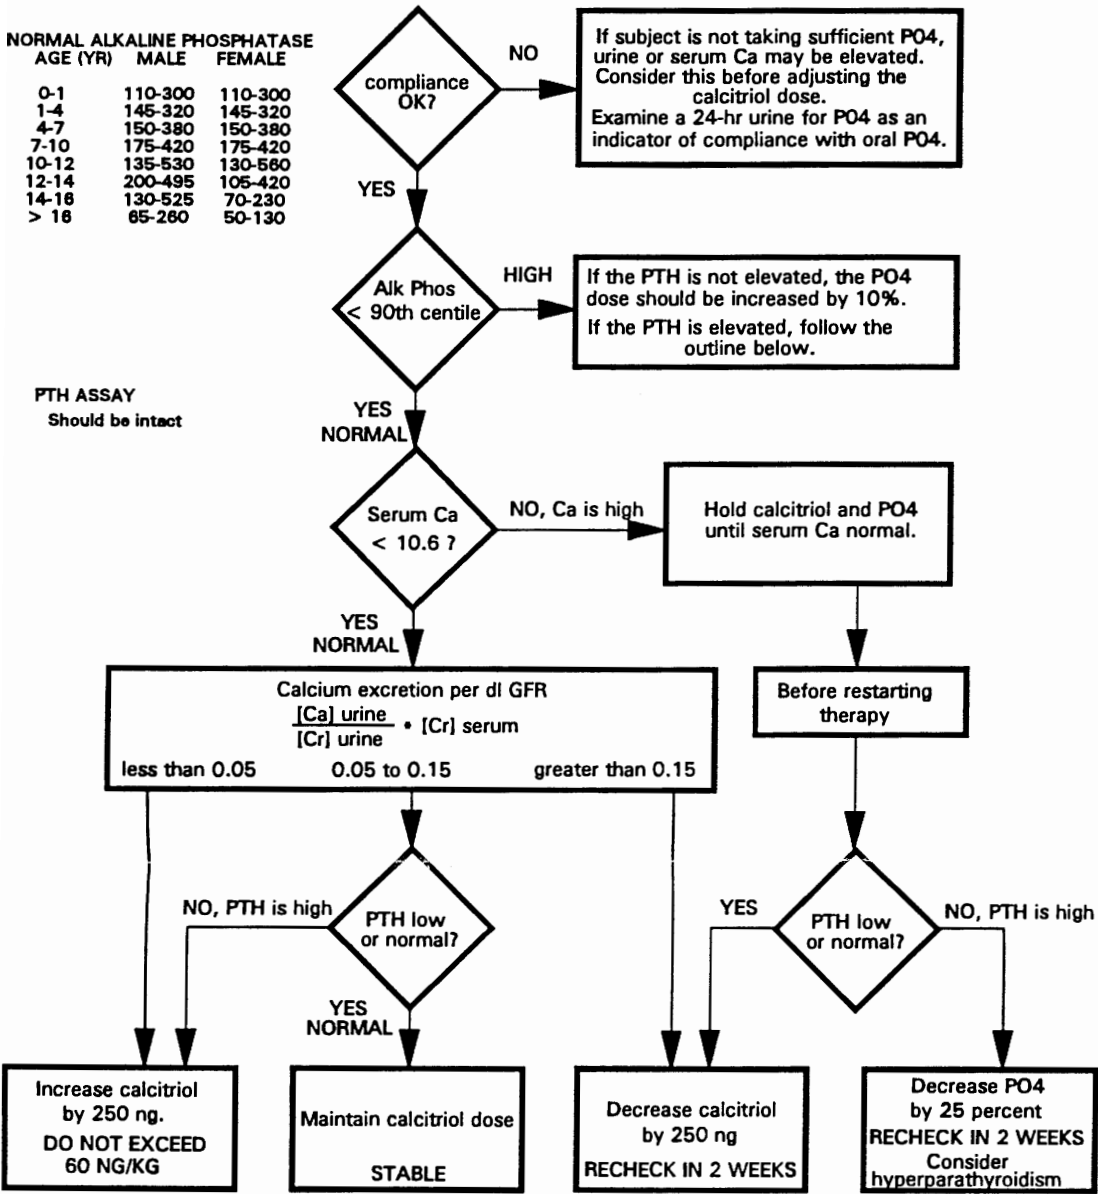 NORMAL ALKALINE PHOSPHATASE
AGE (YR) MALE FEMALE
0-1 110-300 110-300
1-4 145-320 145-320
4-7 150-380 150-380
7-10 175-420 175-420
10-12 135-530 130-560
12-14 200-495 105-420
14-16 130-525 70-230
> 16 65-260 50-130
compliance
OK?
NO
If subject is not taking sufficient PO4,
urine or serum Ca may be elevated.
Consider this before adjusting the
calcitriol dose.
Examine a 24-hr urine for PO4 as an
indicator of compliance with oral PO4.
YES
Alk Phos
< 90th centile
HIGH
If the PTH is not elevated, the PO4
dose should be increased by 10%.
If the PTH is elevated, follow the
outline below.
PTH ASSAY
Should be intact
YES
NORMAL
Serum Ca
< 10.6 ?
NO, Ca is high
Hold calcitriol and PO4
until serum Ca normal.
YES
NORMAL
Calcium excretion per dl GFR
[Ca] urine
[Cr] urine • [Cr] serum
less than 0.05 0.05 to 0.15 greater than 0.15
Before restarting
therapy
NO, PTH is high
PTH low
or normal?
YES
PTH low
or normal?
NO, PTH is high
YES
NORMAL
Increase calcitriol
by 250 ng.
DO NOT EXCEED
60 NG/KG
Maintain calcitriol dose
STABLE
Decrease calcitriol
by 250 ng
RECHECK IN 2 WEEKS
Decrease PO4
by 25 percent
RECHECK IN 2 WEEKS
Consider
hyperparathyroidism